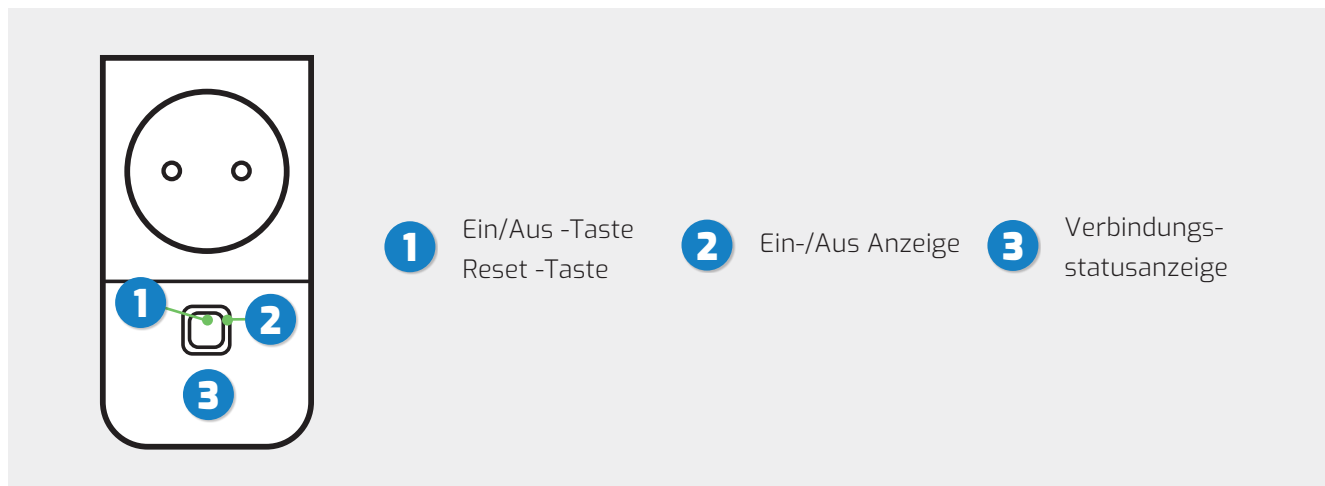 1
2
3
1
Ein/Aus -Taste
Reset -Taste
2
Ein-/Aus Anzeige
3
Verbindungs-
statusanzeige